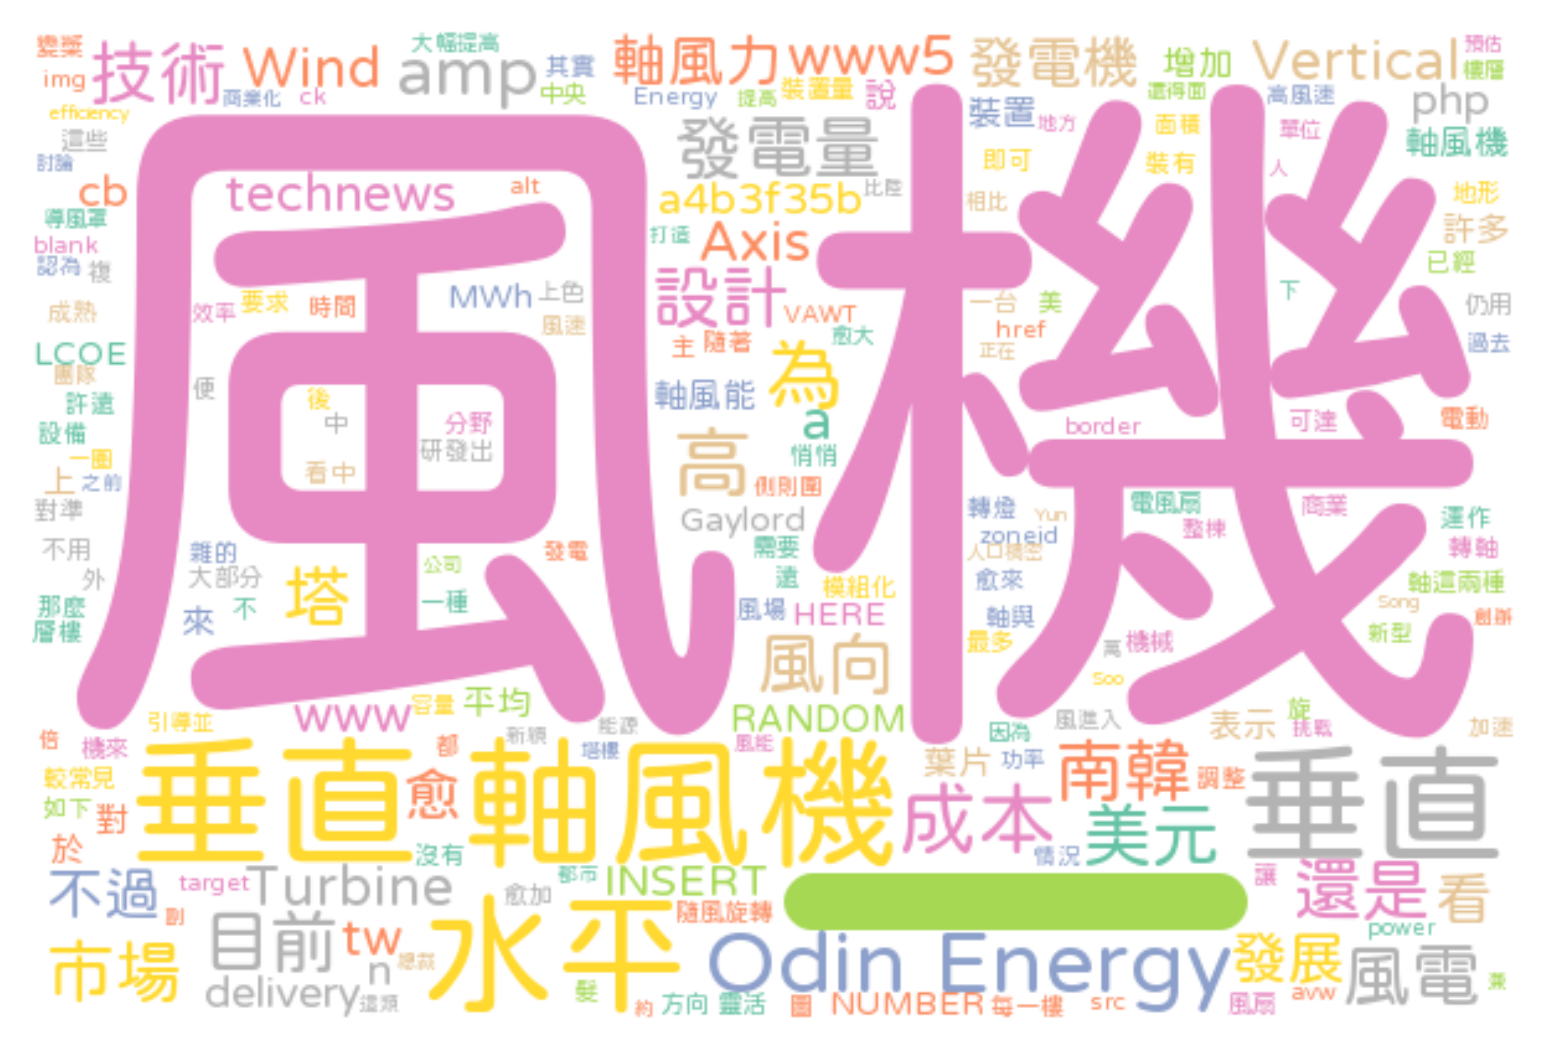 變槳 技術 Wind 大幅提高 amp 其實 軸風力 www5 發電機 增加 Vertical 預估
img 商業化 ck 中央 Energy 提高 裝置量 說 還得面 高風速 樓層
efficiency 發電量 裝置 地方 面積 單位 php
這些 即可 裝有 人 軸風機
討論 cb technews alt a4b3f35b 比陸 相比 地形
導風罩 打造 Axis 許多
blank 認為 複 已經
風機
成熟 效率 要求 時間 MWh 上色 風速 設計 VAWT 一台 美 下 仍用
LCOE 主 隨著 愈大 href 正在 過去
團隊 便 後 軸風能 為
許遠 中 分野 a border 可達 電動
設備 一圈 看中 研發出 高 悄悄
上 之前 側則圍
對準 Gaylord 轉燈 Yun 電風扇 整棟 商業 運作
不用 雜的 發電 需要 zoneid 人口稠密 轉軸
外 大部分 塔 公司 遠 模組化 愈來 軸這兩種
那麼 來 不 一種 風場 HERE 軸與 Song 創辦
層樓 風向 最多 萬 機械 新型
Soo
www 容量 平均 引導並 新穎 能源 RANDOM 因為 風進入 表示 旋 挑戰 加速
倍 機來 都 塔樓 風能 葉片 功率
較常見 垂直軸風機 愈 南韓 調整 垂直
如下 對 成本 美元
於 沒有 情況
不過 target Turbine 愈加 都市 INSERT 讓 還是 看
副 隨風旋轉 power
市場 目前 tw n 總裁 水平 Odin Energy 發展 風電
delivery 這類 髮 約 方向 靈活 圖 NUMBER 每一樓 src 風扇 avw 兼